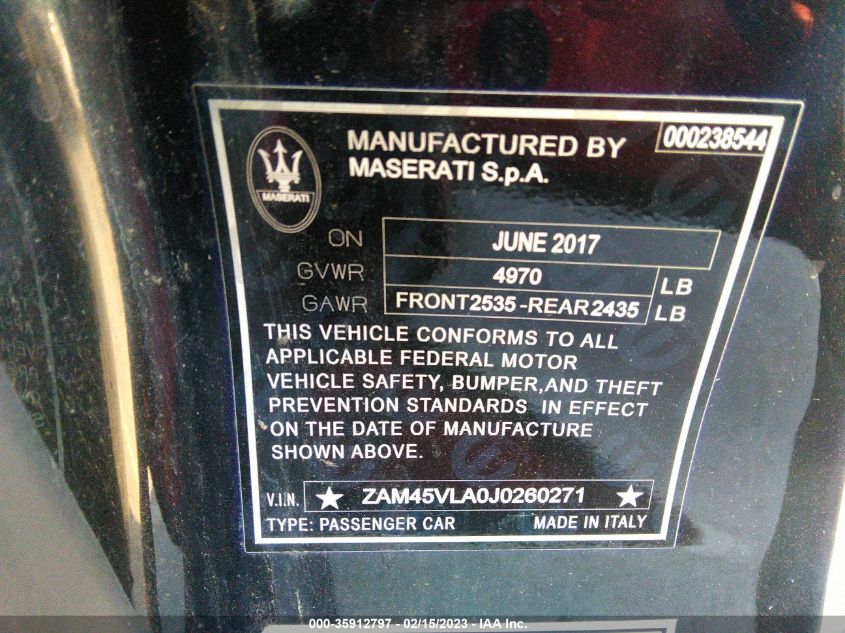 000238544
MANUFACTURED BY
MASERATI S.p.A.
MASERATI
ON JUNE 2017
GVWR 4970 LB
GAWR FRONT2535-REAR2435 LB
THIS VEHICLE CONFORMS TO ALL
APPLICABLE FEDERAL MOTOR
VEHICLE SAFETY, BUMPER,AND THEFT
PREVENTION STANDARDS IN EFFECT
ON THE DATE OF MANUFACTURE
SHOWN ABOVE.
V.I.N. ★ ZAM45VLA0J0260271 ★
TYPE: PASSENGER CAR MADE IN ITALY
000-35912797 - 02/15/2023 - IAA Inc.